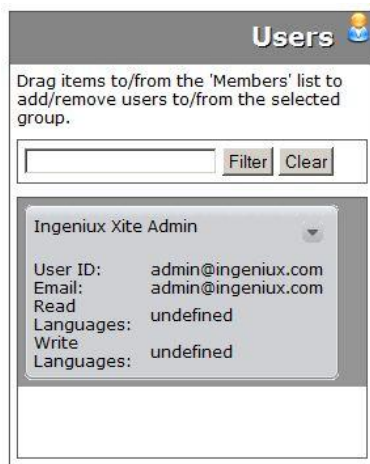 Users
Drag items to/from the 'Members' list to
add/remove users to/from the selected
group.
Filter Clear
Ingeniux Xite Admin
User ID: admin@ingeniux.com
Email: admin@ingeniux.com
Read
Languages: undefined
Write
Languages: undefined